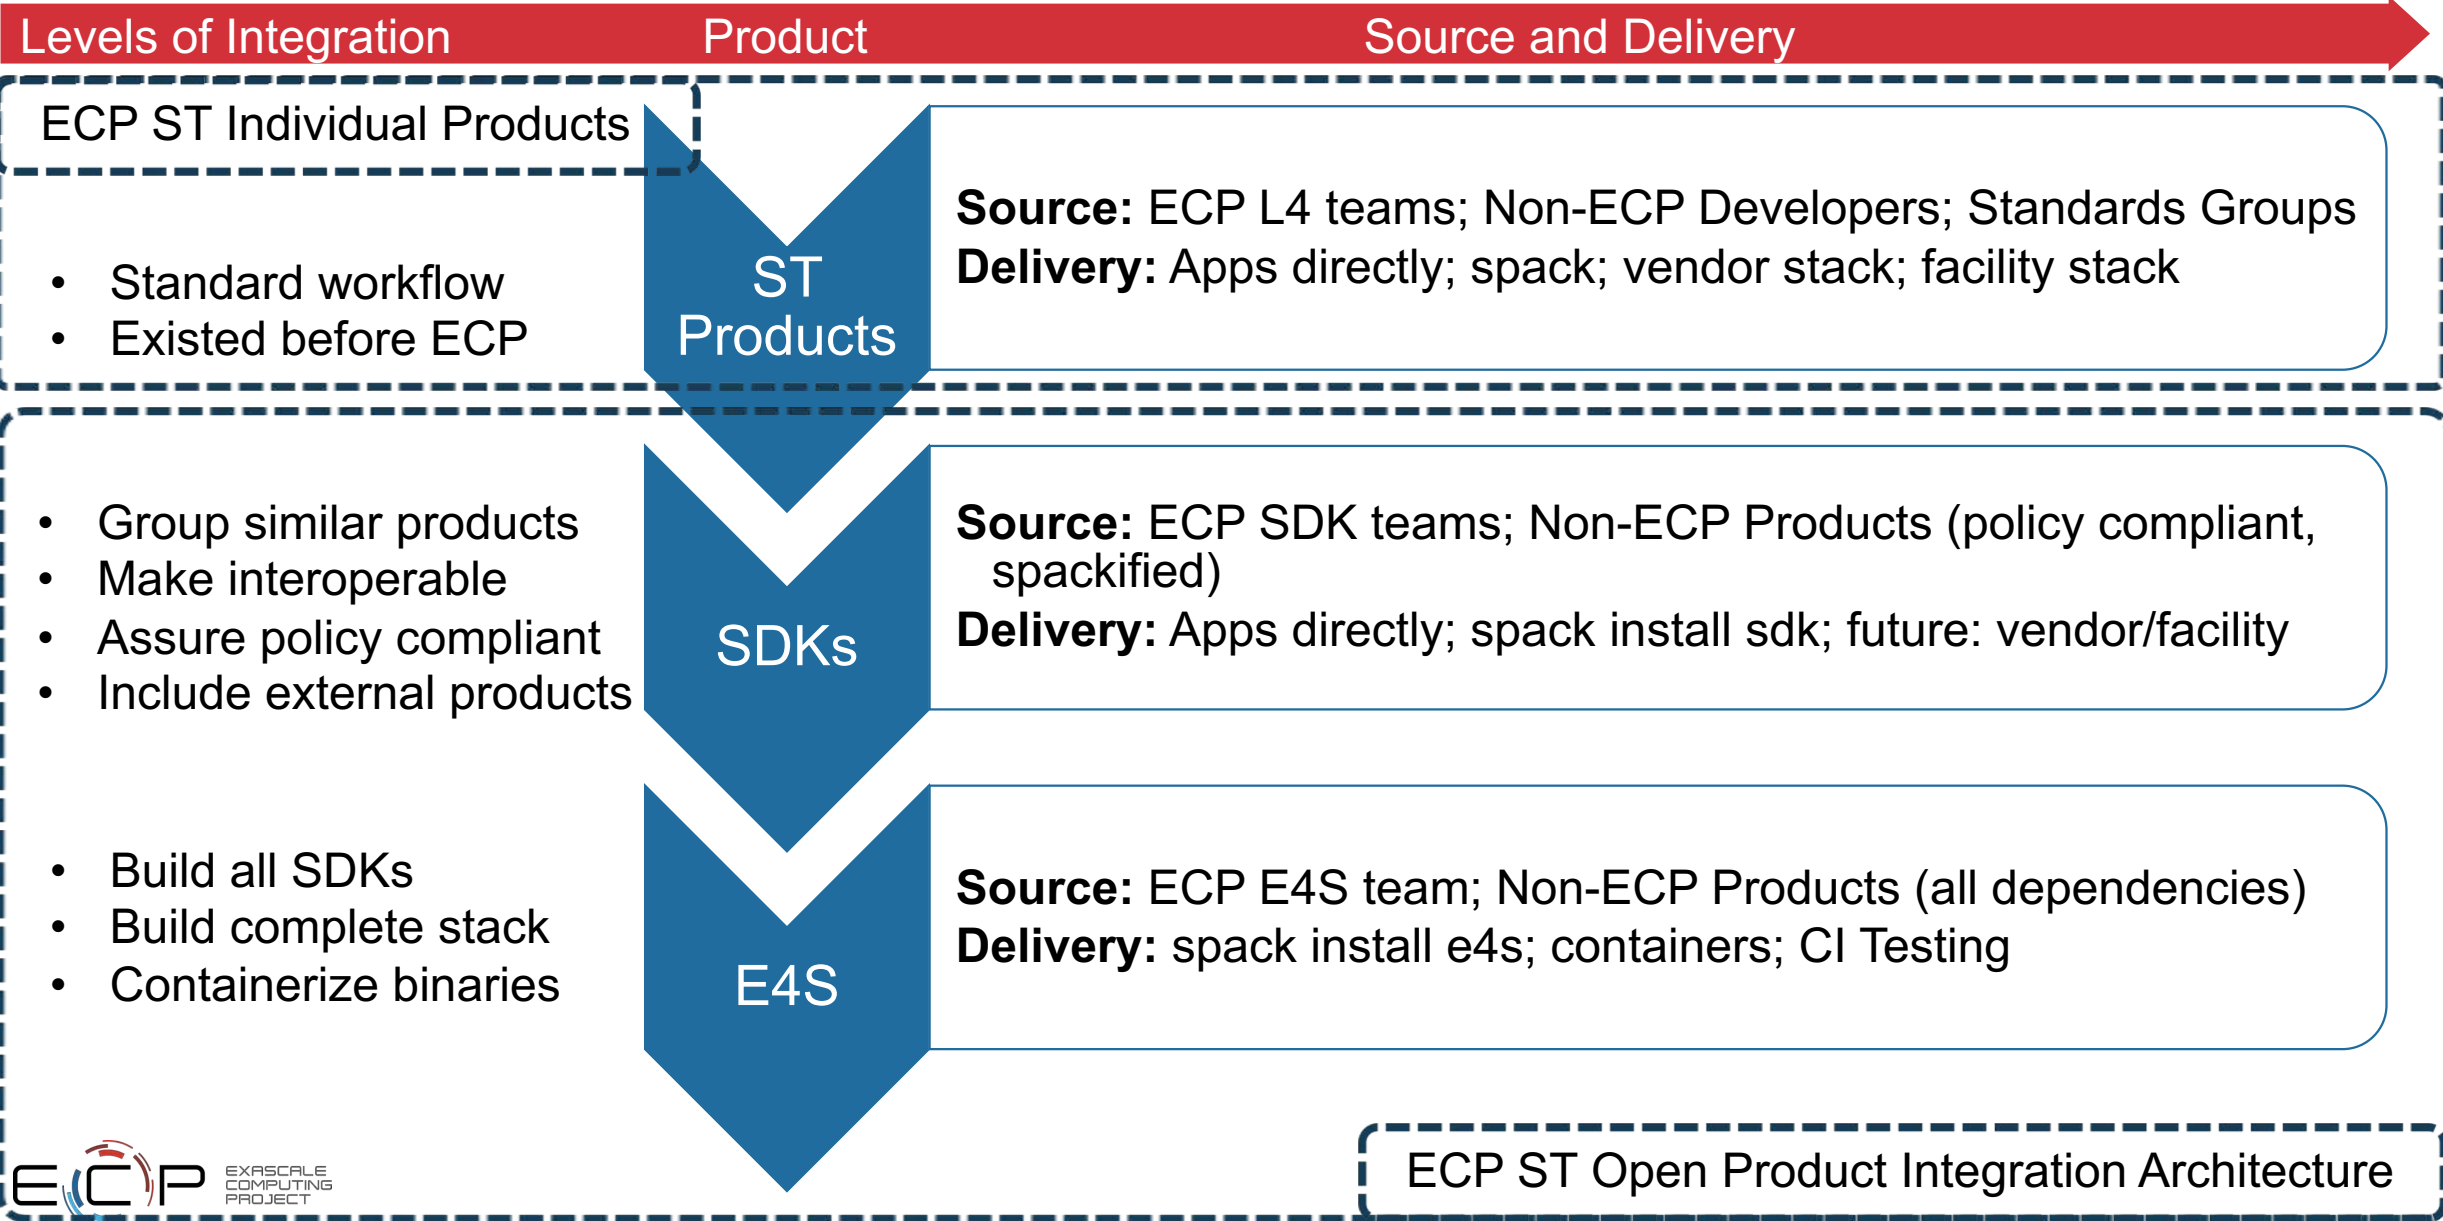 Levels of Integration
Product
Source and Delivery
ECP ST Individual Products
• Standard workflow
• Existed before ECP
ST
Products
Source: ECP L4 teams; Non-ECP Developers; Standards Groups
Delivery: Apps directly; spack; vendor stack; facility stack
• Group similar products
• Make interoperable
• Assure policy compliant
• Include external products
SDKs
Source: ECP SDK teams; Non-ECP Products (policy compliant,
spackified)
Delivery: Apps directly; spack install sdk; future: vendor/facility
• Build all SDKs
• Build complete stack
• Containerize binaries
E4S
Source: ECP E4S team; Non-ECP Products (all dependencies)
Delivery: spack install e4s; containers; CI Testing
ECP
EXASCALE
COMPUTING
PROJECT
ECP ST Open Product Integration Architecture